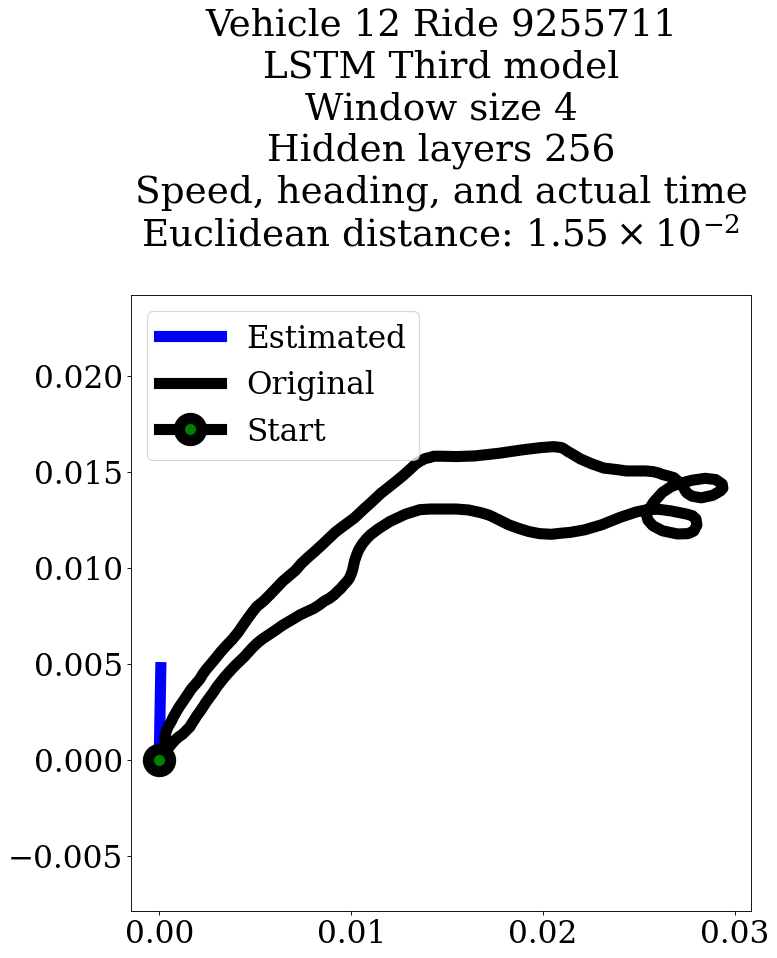 Vehicle 12 Ride 9255711
LSTM Third model
Window size 4
Hidden layers 256
Speed, heading, and actual time
Euclidean distance: 1.55 × 10⁻²
Estimated
Original
Start
0.020
0.015
0.010
0.005
0.000
−0.005
0.00 0.01 0.02 0.03